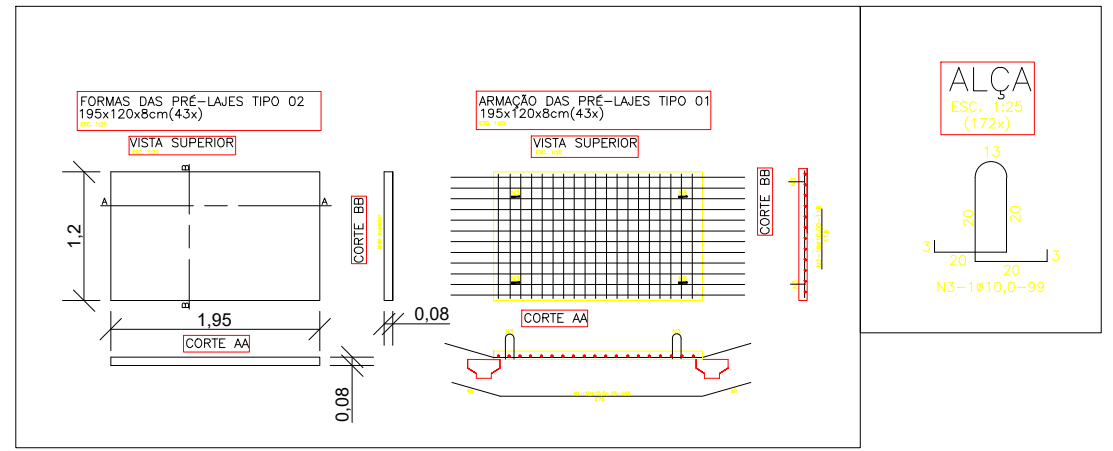 FORMAS DAS PRÉ-LAJES TIPO 02
195x120x8cm(43x)
VISTA SUPERIOR
B
A
A
1,2
B
1,95
CORTE AA
CORTE BB
0,08
0,08
ARMAÇÃO DAS PRÉ-LAJES TIPO 01
195x120x8cm(43x)
VISTA SUPERIOR
CORTE BB
CORTE AA
ALÇA
ESC. 1:25
(172x)
13
20
20
3
20
20
3
N3-1ø10,0-99